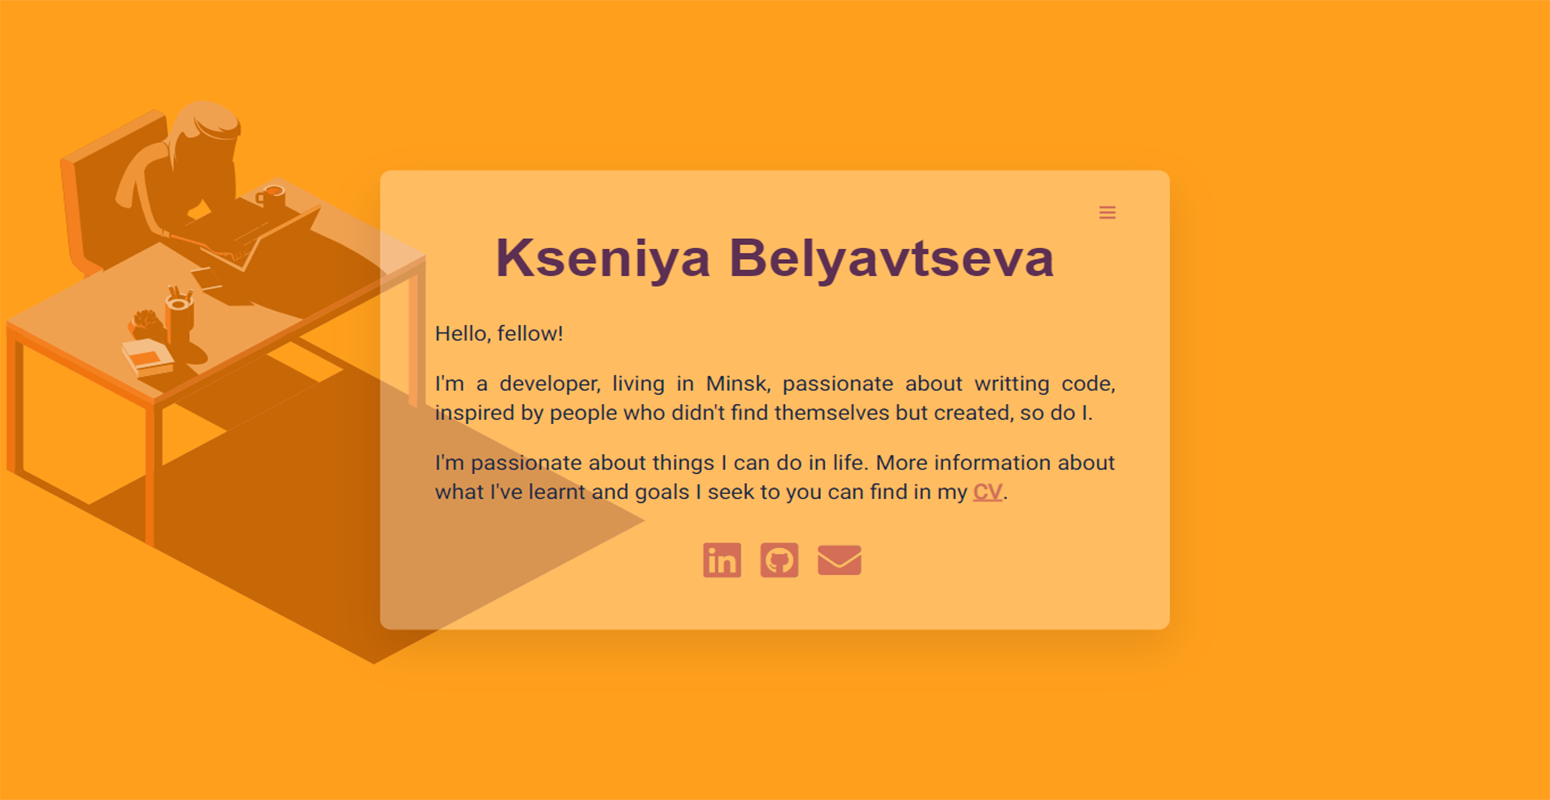 Kseniya Belyavtseva
Hello, fellow!
I'm a developer, living in Minsk, passionate about writting code,
inspired by people who didn't find themselves but created, so do I.
I'm passionate about things I can do in life. More information about
what I've learnt and goals I seek to you can find in my CV.
in